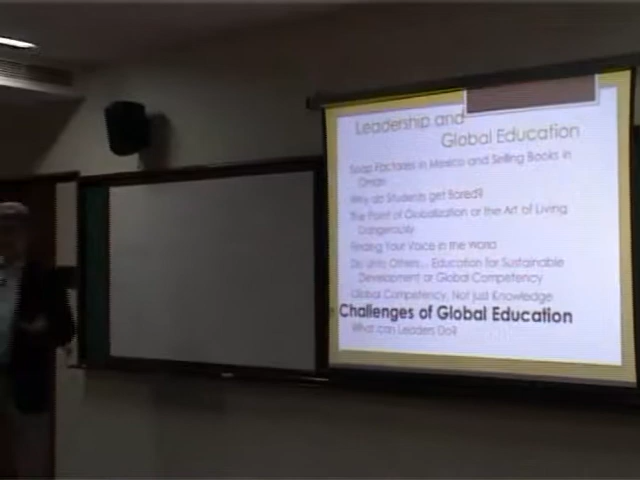 Leadership and
Global Education
Soap Factories in Mexico and Selling Books in
Oman
Why do Students get Bored?
The Point of Globalization or the Art of Living
Dangerously
Finding Your Voice in the World
Do Unto Others... Education for Sustainable
Development or Global Competency
Global Competency, Not just Knowledge
Challenges of Global Education
What can Leaders Do?